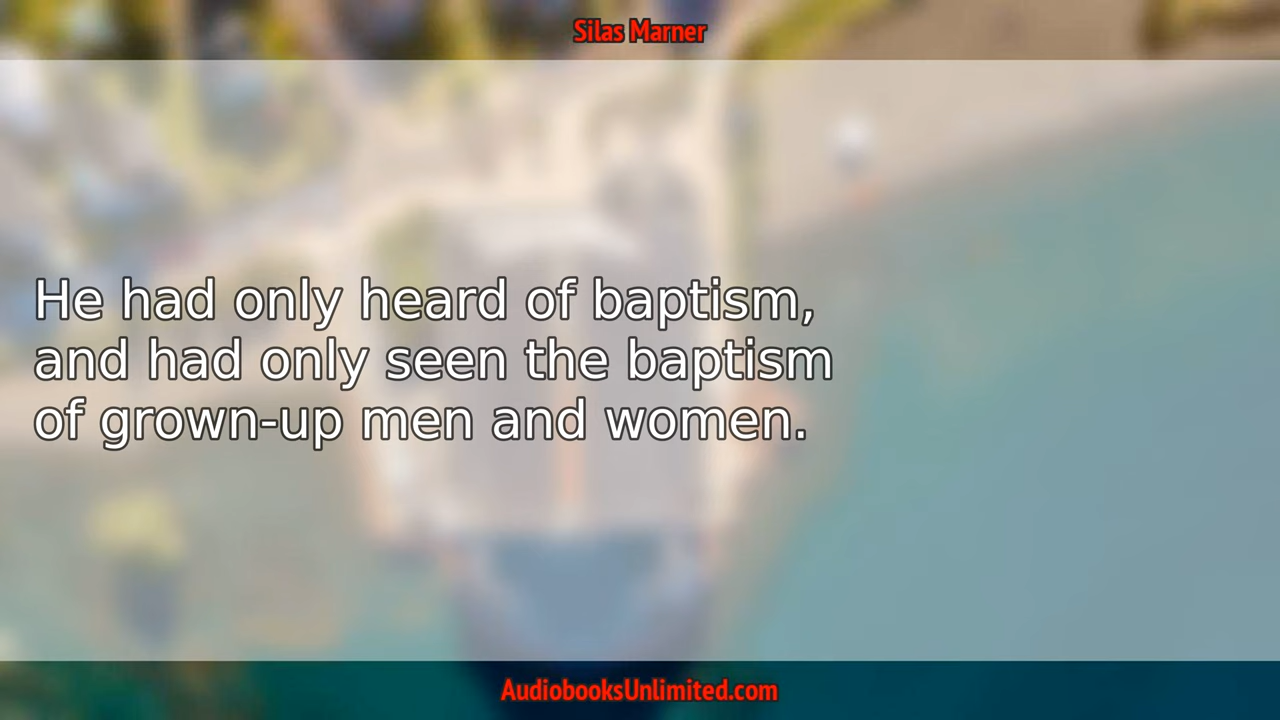 Silas Marner
He had only heard of baptism,
and had only seen the baptism
of grown-up men and women.
AudiobooksUnlimited.com